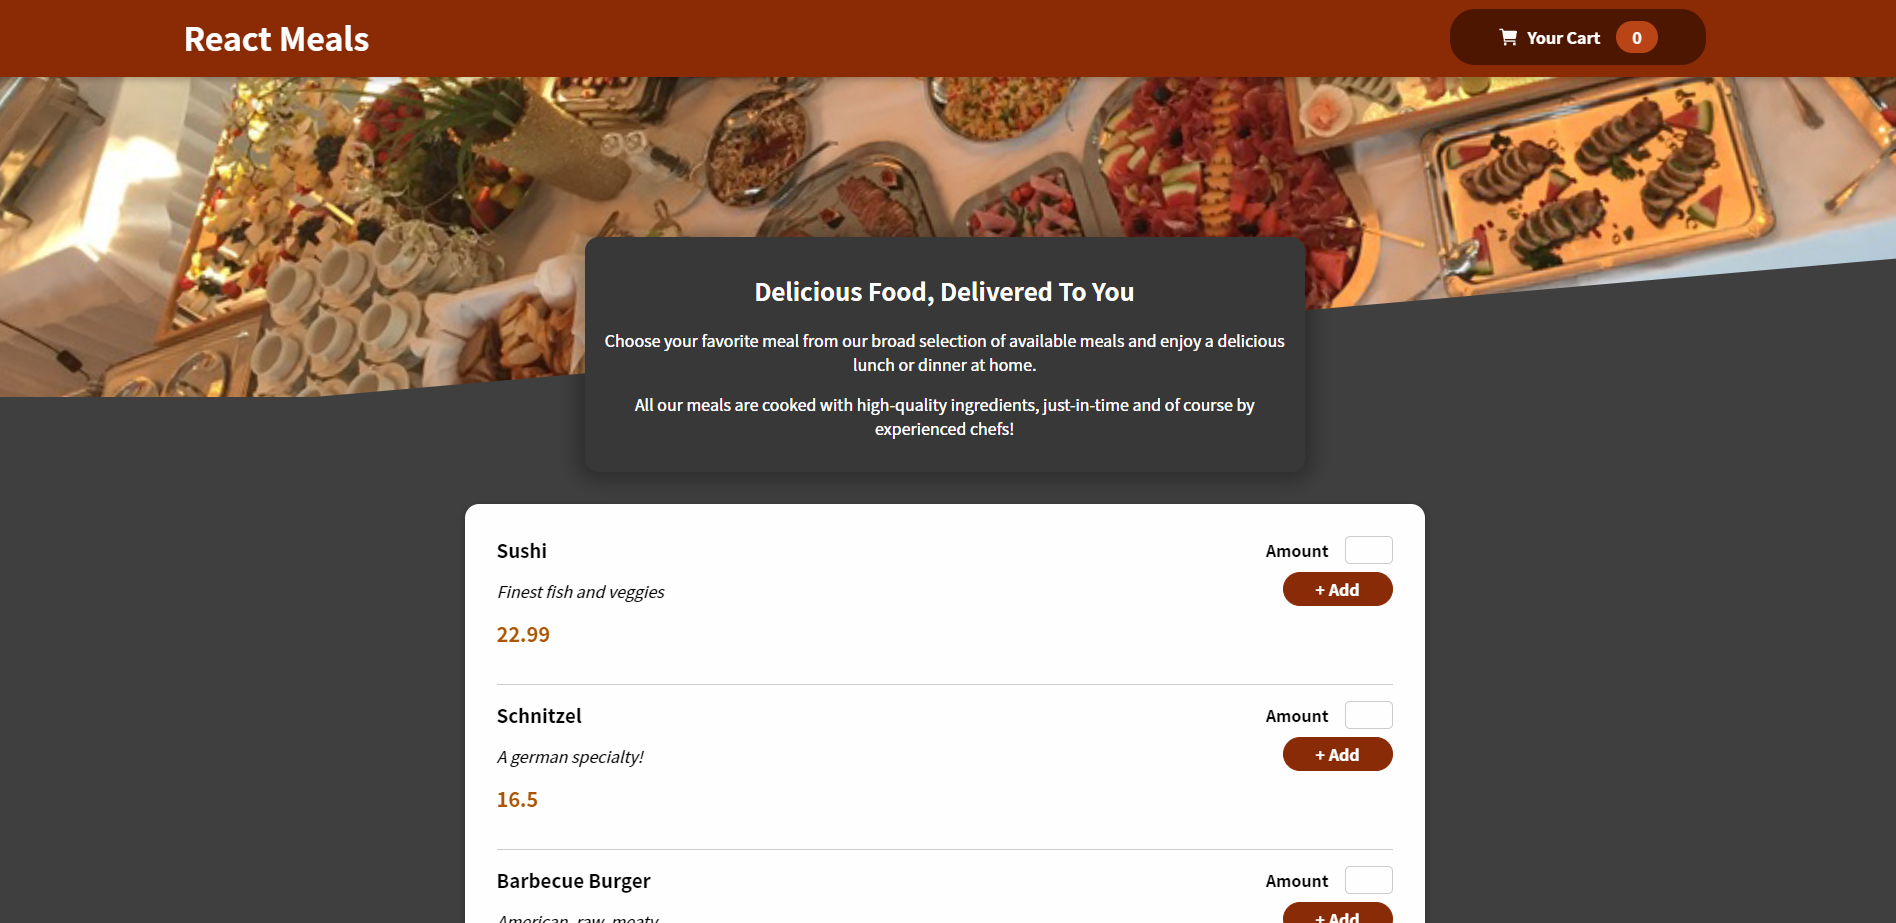 React Meals
Your Cart 0
Delicious Food, Delivered To You
Choose your favorite meal from our broad selection of available meals and enjoy a delicious
lunch or dinner at home.
All our meals are cooked with high-quality ingredients, just-in-time and of course by
experienced chefs!
Sushi
Amount
Finest fish and veggies
+ Add
22.99
Schnitzel
Amount
A german specialty!
+ Add
16.5
Barbecue Burger
Amount
American, raw, meaty
+ Add